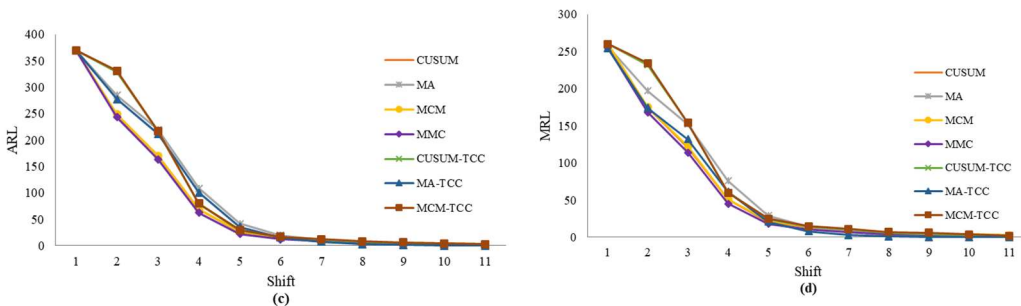 400
350
300
250
200
150
100
50
0
ARL
1 2 3 4 5 6 7 8 9 10 11
Shift
(c)
CUSUM
MA
MCM
MMC
CUSUM-TCC
MA-TCC
MCM-TCC
300
250
200
150
100
50
0
MRL
1 2 3 4 5 6 7 8 9 10 11
Shift
(d)
CUSUM
MA
MCM
MMC
CUSUM-TCC
MA-TCC
MCM-TCC